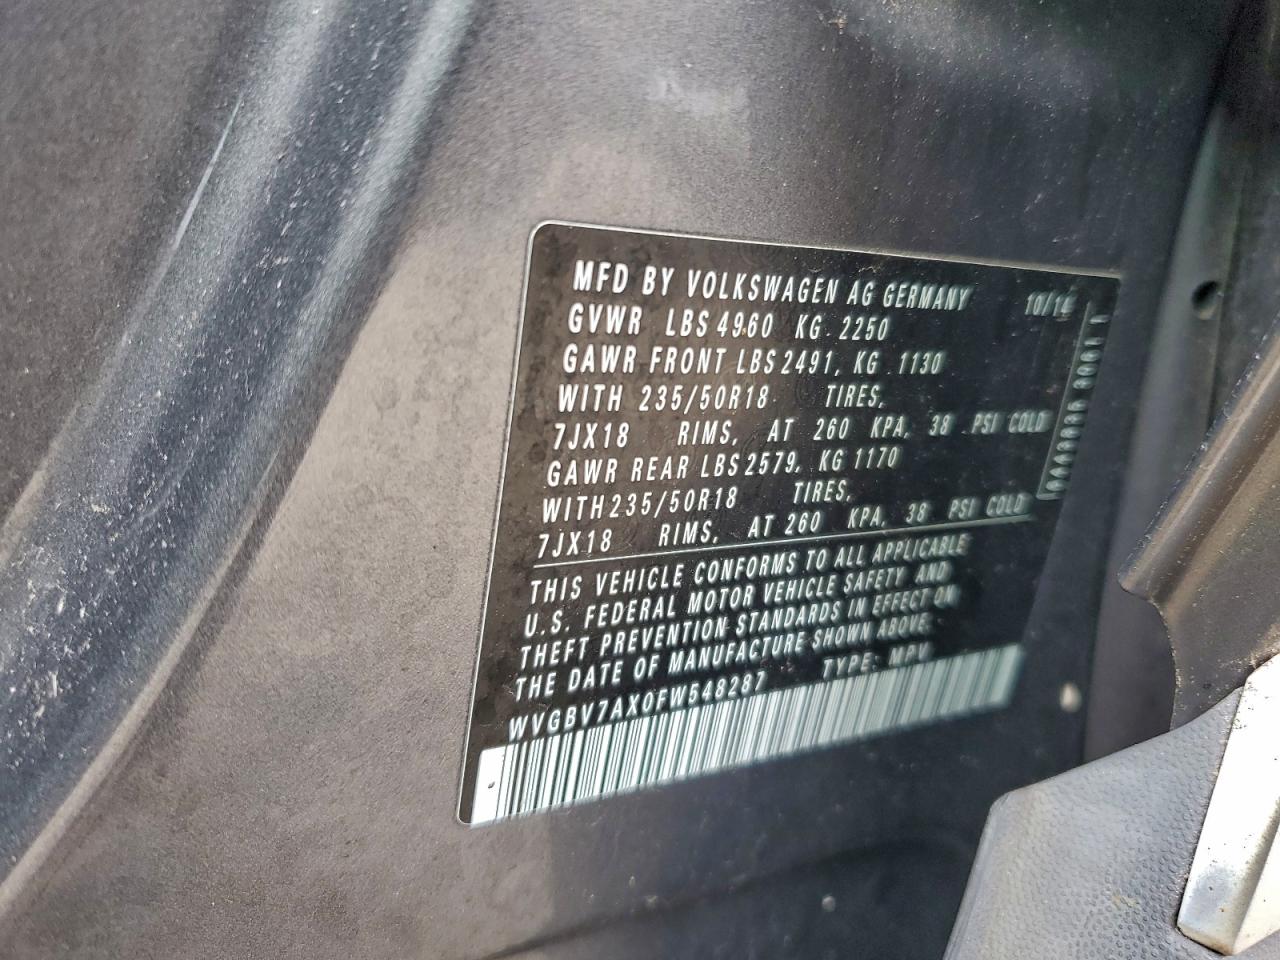 MFD BY VOLKSWAGEN AG GERMANY 10/14
GVWR LBS 4960 KG 2250
GAWR FRONT LBS 2491, KG 1130
WITH 235/50R18 TIRES,
7JX18 RIMS, AT 260 KPA, 38 PSI COLD
GAWR REAR LBS 2579, KG 1170
WITH 235/50R18 TIRES,
7JX18 RIMS, AT 260 KPA, 38 PSI COLD
THIS VEHICLE CONFORMS TO ALL APPLICABLE
U.S. FEDERAL MOTOR VEHICLE SAFETY AND
THEFT PREVENTION STANDARDS IN EFFECT ON
THE DATE OF MANUFACTURE SHOWN ABOVE.
WVGBV7AX0FW548287 TYPE: MPV